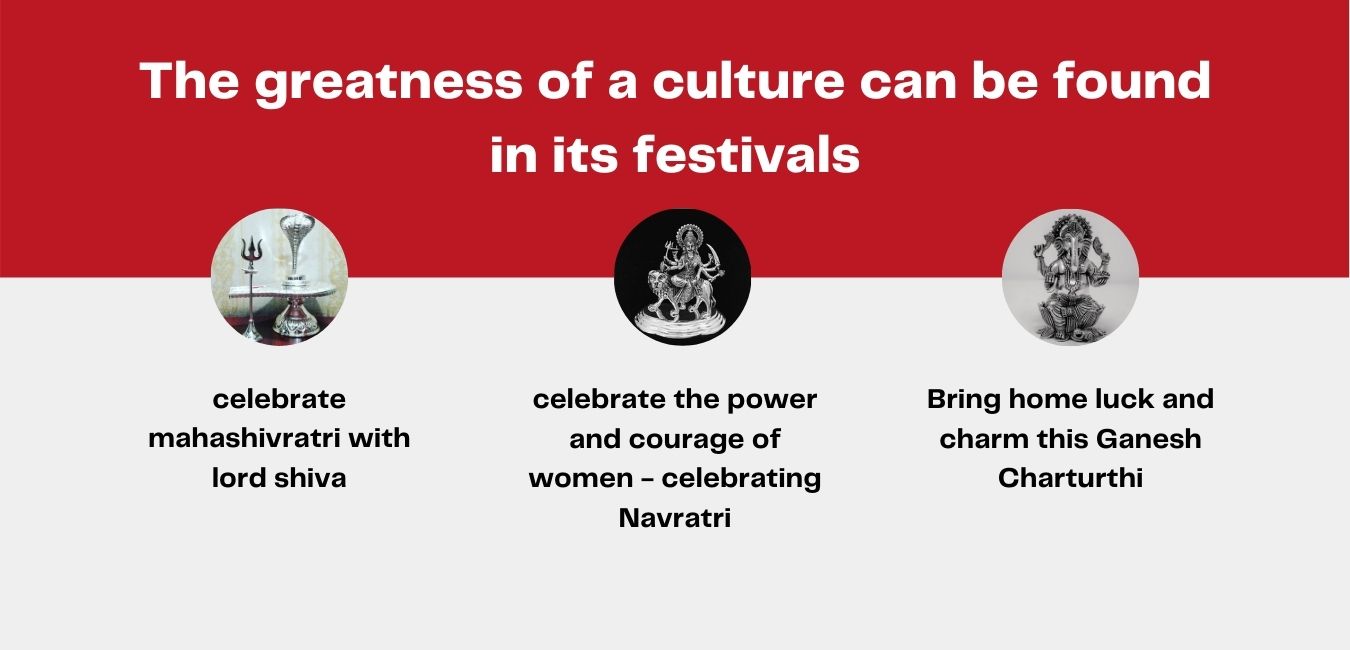 The greatness of a culture can be found
in its festivals
celebrate
mahashivratri with
lord shiva
celebrate the power
and courage of
women - celebrating
Navratri
Bring home luck and
charm this Ganesh
Charturthi